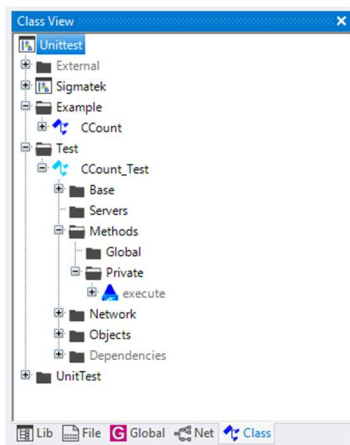 Class View
Unittest
External
Sigmatek
Example
CCount
Test
CCount_Test
Base
Servers
Methods
Global
Private
execute
Network
Objects
Dependencies
UnitTest
Lib File Global Net Class